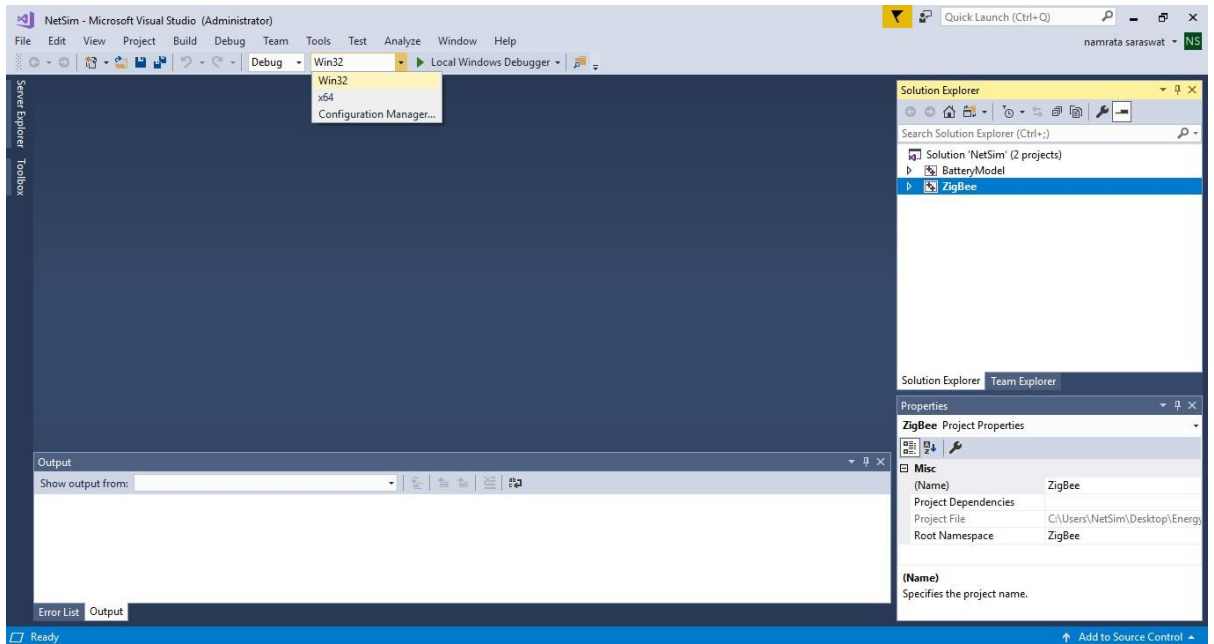 NetSim - Microsoft Visual Studio (Administrator)
Quick Launch (Ctrl+Q)
File Edit View Project Build Debug Team Tools Test Analyze Window Help
namrata saraswat NS
Debug Win32 Local Windows Debugger
Win32
x64
Configuration Manager...
Server Explorer
Toolbox
Solution Explorer
Search Solution Explorer (Ctrl+;)
Solution 'NetSim' (2 projects)
BatteryModel
ZigBee
Solution Explorer Team Explorer
Properties
ZigBee Project Properties
Misc
(Name) ZigBee
Project Dependencies
Project File C:\Users\NetSim\Desktop\Energy
Root Namespace ZigBee
(Name)
Specifies the project name.
Output
Show output from:
Error List Output
Ready
Add to Source Control